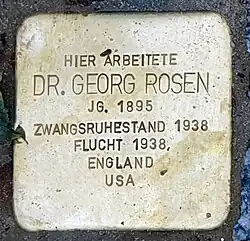 HIER ARBEITETE
DR. GEORG ROSEN
JG. 1895
ZWANGSRUHESTAND 1938
FLUCHT 1938,
ENGLAND
USA